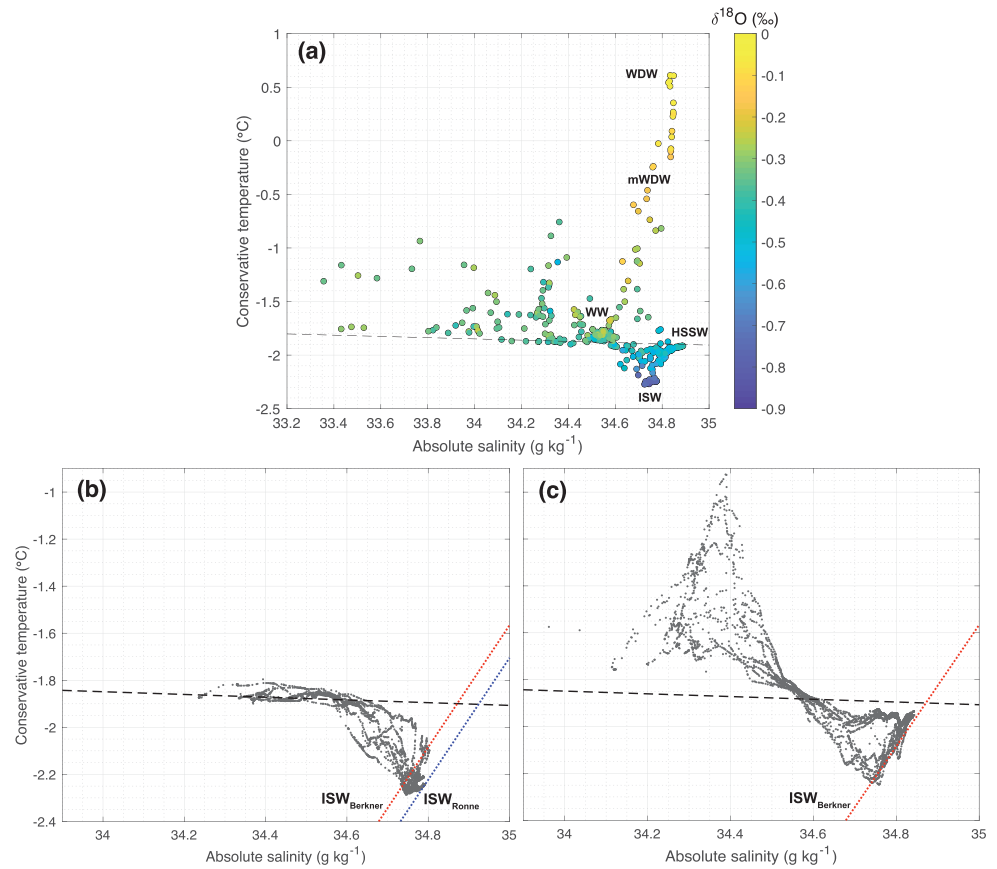 δ18O (‰)
(a)
1
0.5
0
-0.5
-1
-1.5
-2
-2.5
Conservative temperature (°C)
WDW
mWDW
WW
HSSW
ISW
33.2 33.4 33.6 33.8 34 34.2 34.4 34.6 34.8 35
Absolute salinity (g kg-1)
0
-0.1
-0.2
-0.3
-0.4
-0.5
-0.6
-0.7
-0.8
-0.9
(b)
-1
-1.2
-1.4
-1.6
-1.8
-2
-2.2
-2.4
Conservative temperature (°C)
ISWBerkner
ISWRonne
34 34.2 34.4 34.6 34.8 35
Absolute salinity (g kg-1)
(c)
ISWBerkner
34 34.2 34.4 34.6 34.8 35
Absolute salinity (g kg-1)